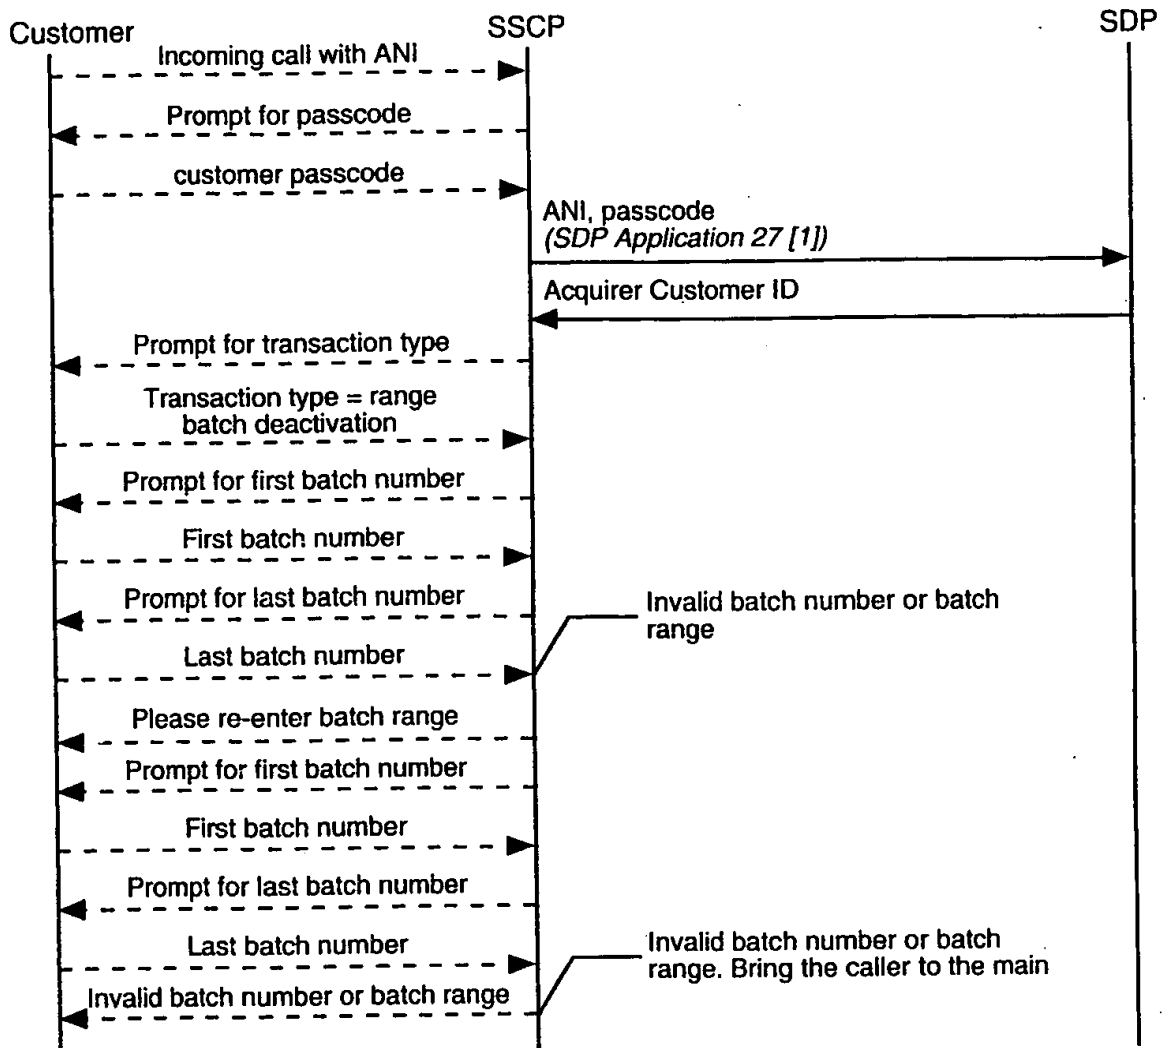 Customer
SSCP
SDP
Incoming call with ANI
Prompt for passcode
customer passcode
ANI, passcode
(SDP Application 27 [1])
Acquirer Customer ID
Prompt for transaction type
Transaction type = range
batch deactivation
Prompt for first batch number
First batch number
Prompt for last batch number
Invalid batch number or batch
range
Last batch number
Please re-enter batch range
Prompt for first batch number
First batch number
Prompt for last batch number
Last batch number
Invalid batch number or batch
range. Bring the caller to the main
Invalid batch number or batch range